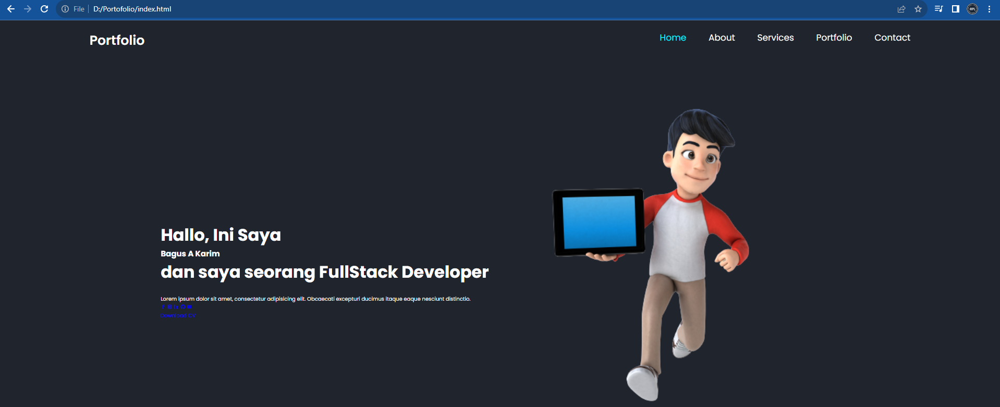 File D:/Portofolio/index.html
RPL
Portfolio
Home About Services Portfolio Contact
Hallo, Ini Saya
Bagus A Karim
dan saya seorang FullStack Developer
Lorem ipsum dolor sit amet, consectetur adipisicing elit. Obcaecati excepturi ducimus itaque eaque nesciunt distinctio.
Download CV